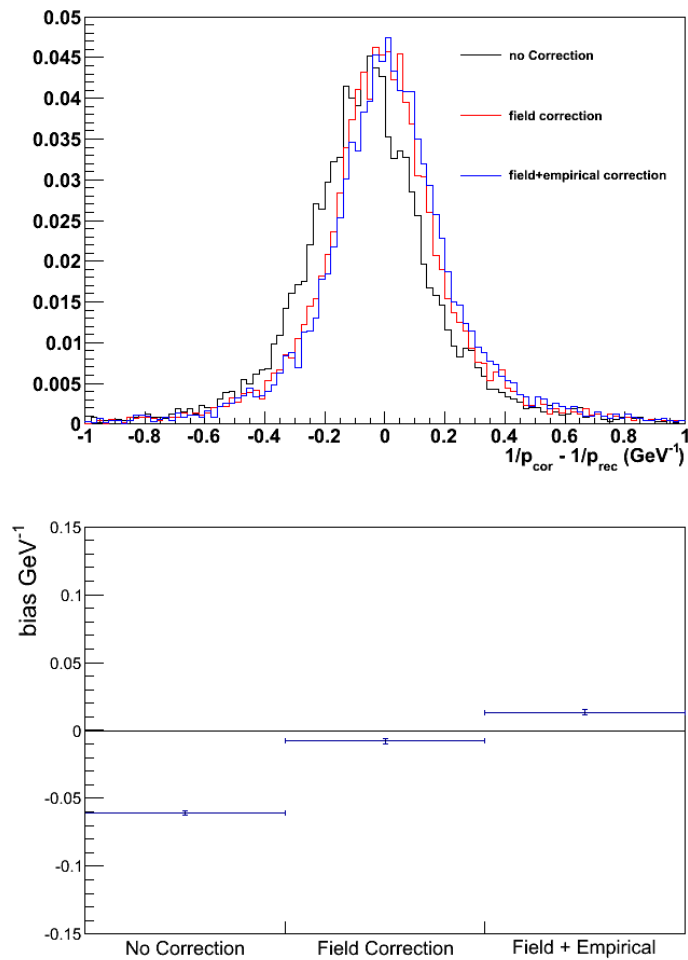 0.05
0.045
0.04
0.035
0.03
0.025
0.02
0.015
0.01
0.005
0
no Correction
field correction
field+empirical correction
-1 -0.8 -0.6 -0.4 -0.2 0 0.2 0.4 0.6 0.8 1
1/p_cor - 1/p_rec (GeV⁻¹)
bias GeV⁻¹
0.15
0.1
0.05
0
-0.05
-0.1
-0.15
No Correction Field Correction Field + Empirical